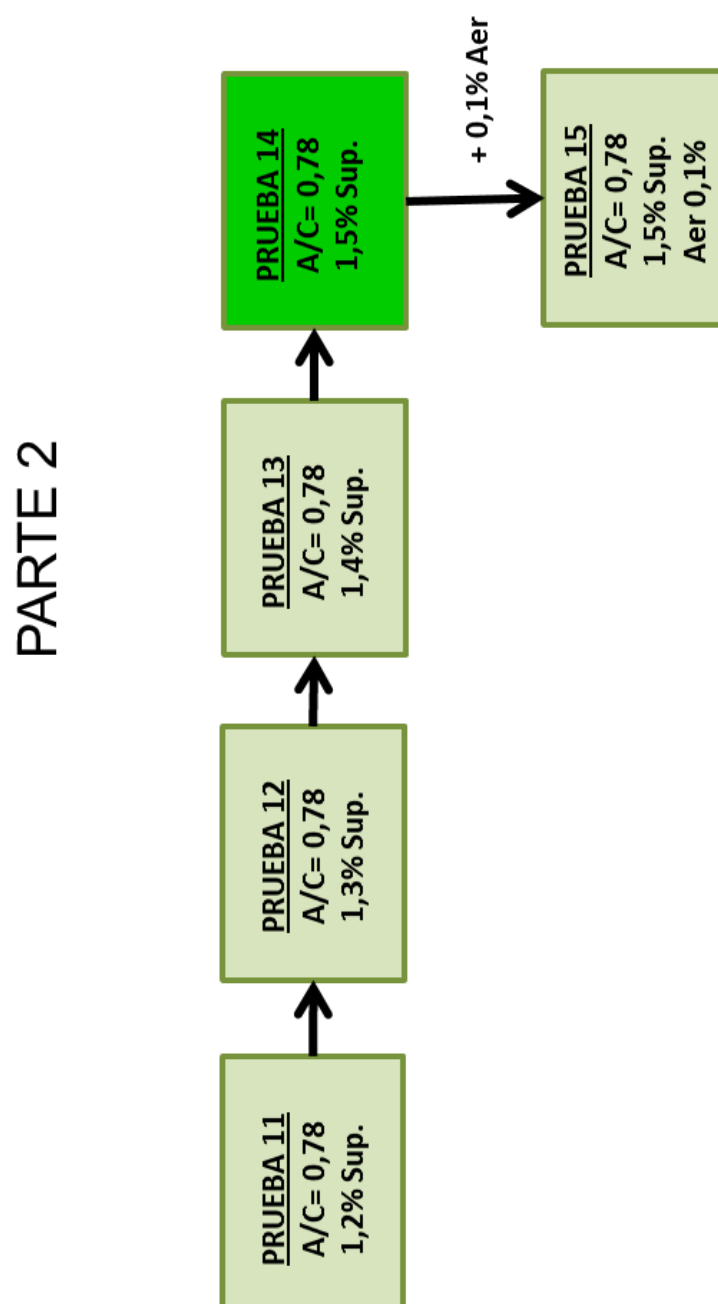 PARTE 2
PRUEBA 11
A/C= 0,78
1,2% Sup.
PRUEBA 12
A/C= 0,78
1,3% Sup.
PRUEBA 13
A/C= 0,78
1,4% Sup.
PRUEBA 14
A/C= 0,78
1,5% Sup.
+ 0,1% Aer
PRUEBA 15
A/C= 0,78
1,5% Sup.
Aer 0,1%